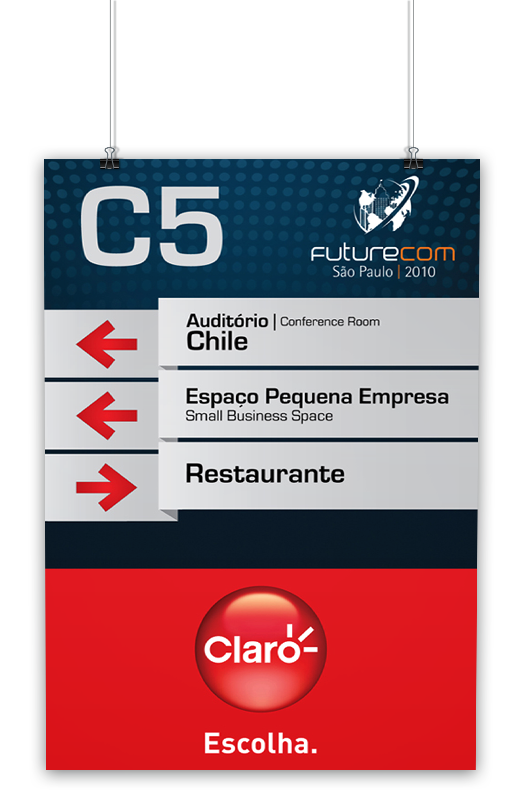 C5
futurecom
São Paulo | 2010
Auditório | Conference Room
Chile
Espaço Pequena Empresa
Small Business Space
Restaurante
Claro
Escolha.